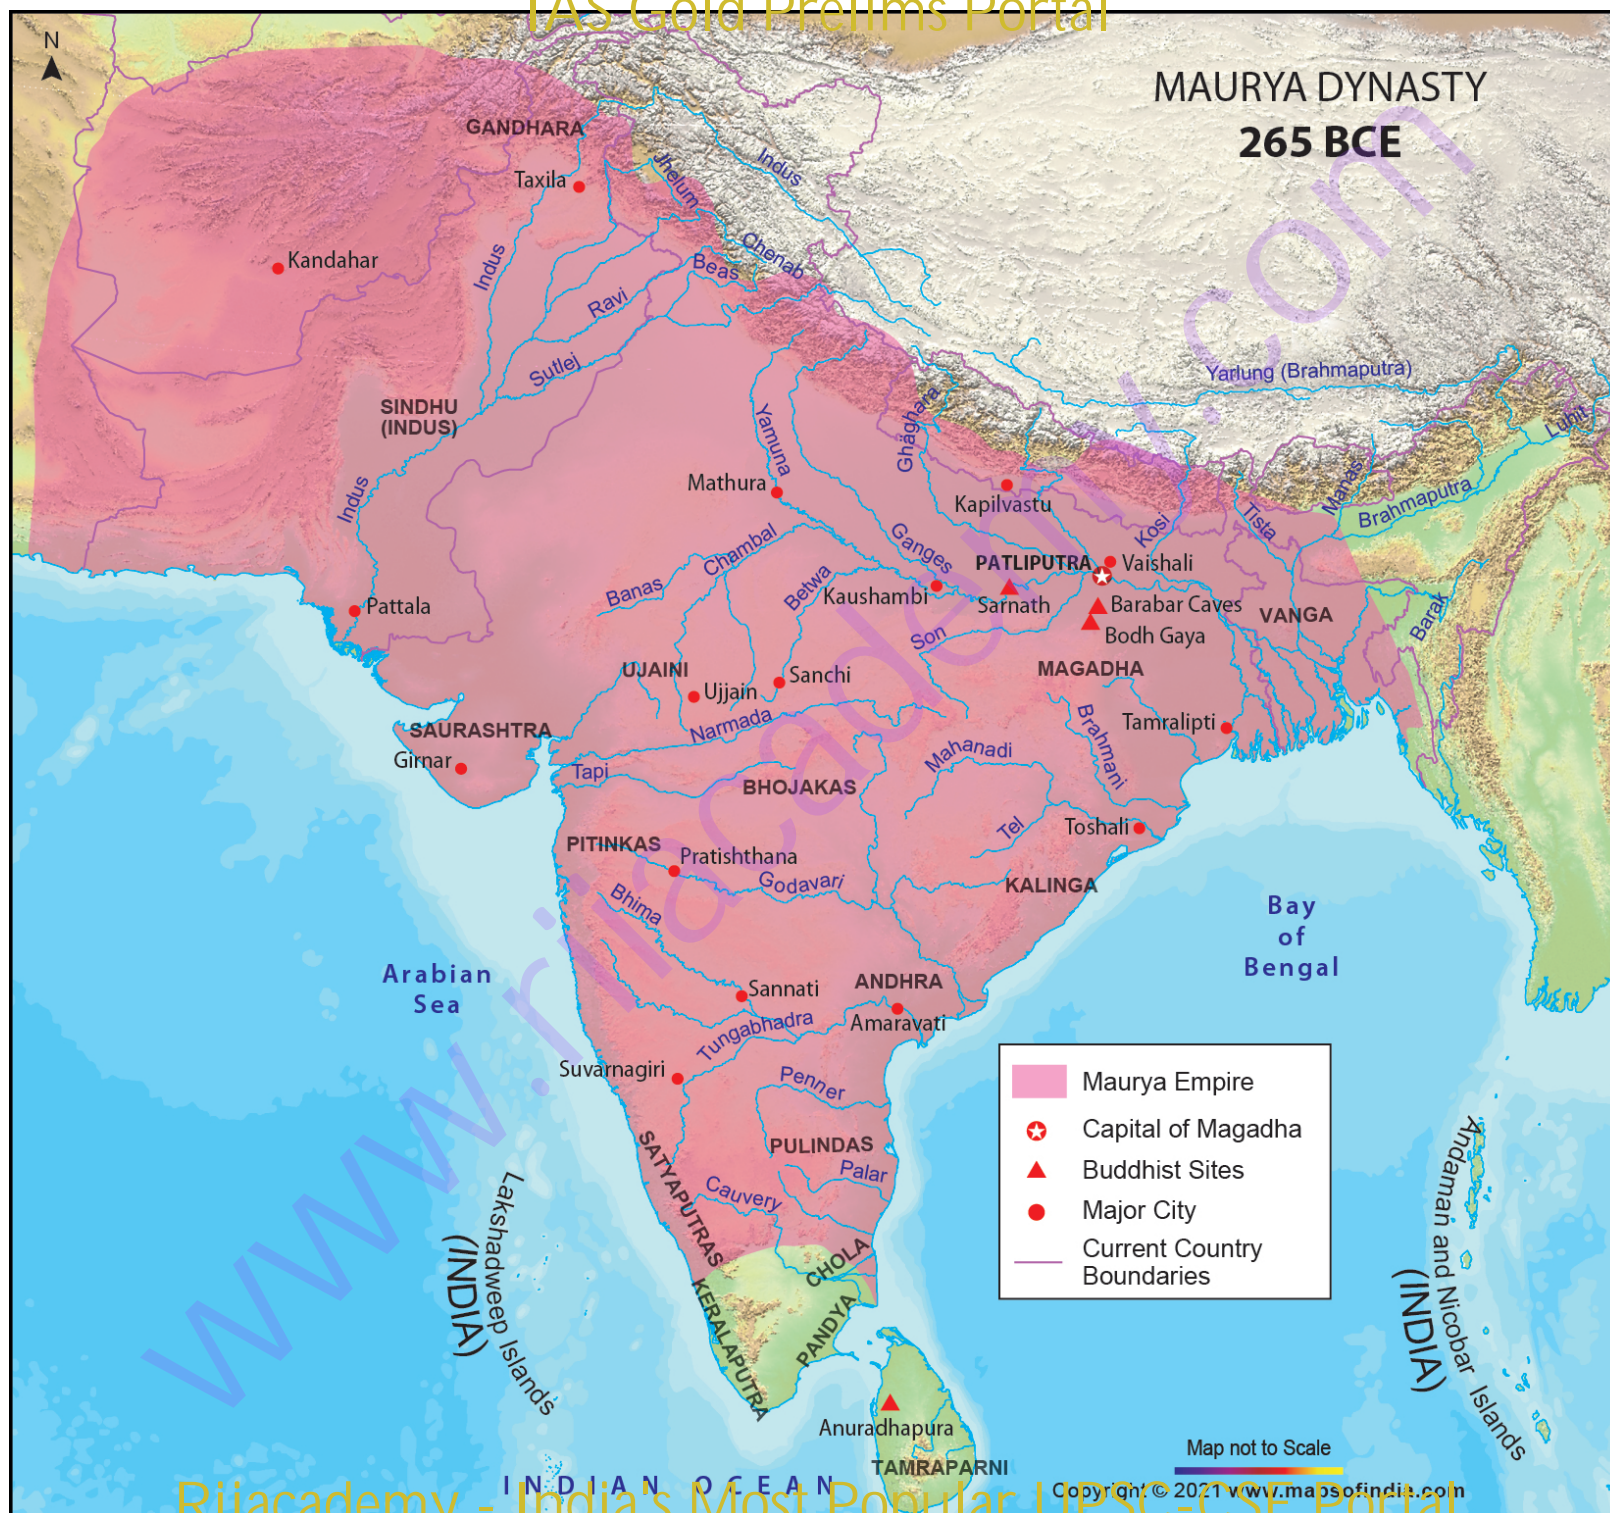 IAS Gold Prelims Portal
N
MAURYA DYNASTY
265 BCE
GANDHARA
Taxila
Jhelum
Indus
Kandahar
Indus
Chenab
Beas
Ravi
Sutlej
Yarlung (Brahmaputra)
SINDHU
(INDUS)
Ghaghara
Luhit
Yamuna
Indus
Mathura
Kapilvastu
Manas
Brahmaputra
Kosi
Tista
Chambal
Ganges
PATLIPUTRA
Vaishali
Banas
Betwa
Kaushambi
Sarnath
Barabar Caves
Pattala
VANGA
Barak
Son
Bodh Gaya
UJAINI
Ujjain
Sanchi
MAGADHA
Narmada
Tamralipti
SAURASHTRA
Girnar
Tapi
Mahanadi
Brahmani
BHOJAKAS
Tel
Toshali
PITINKAS
Pratishthana
Godavari
KALINGA
Bhima
Bay
of
Bengal
Arabian
Sea
Sannati
ANDHRA
Amaravati
Tungabhadra
Suvarnagiri
Penner
PULINDAS
Palar
SATYAPUTRAS
Cauvery
CHOLA
KERALAPUTRA
PANDYA
Lakshadweep Islands
(INDIA)
Maurya Empire
Capital of Magadha
Buddhist Sites
Major City
Current Country
Boundaries
Andaman and Nicobar Islands
(INDIA)
Anuradhapura
TAMRAPARNI
INDIAN OCEAN
Map not to Scale
Copyright © 2021 www.mapsofindia.com
www.rijacademy.com
Rijacademy - India's Most Popular UPSC-CSE Portal